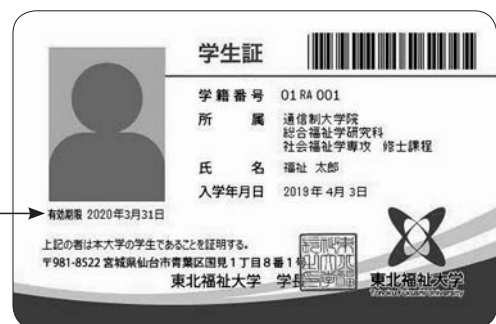 学生証
学籍番号 01 RA 001
所属 通信制大学院
総合福祉学研究科
社会福祉学専攻 修士課程
氏名 福祉 太郎
入学年月日 2019年 4月 3日
有効期限 2020年3月31日
上記の者は本大学の学生であることを証明する。
〒981-8522 宮城県仙台市青葉区国見1丁目8番1号
東北福祉大学 学長
東北福祉大学
Tohoku Fukushi University